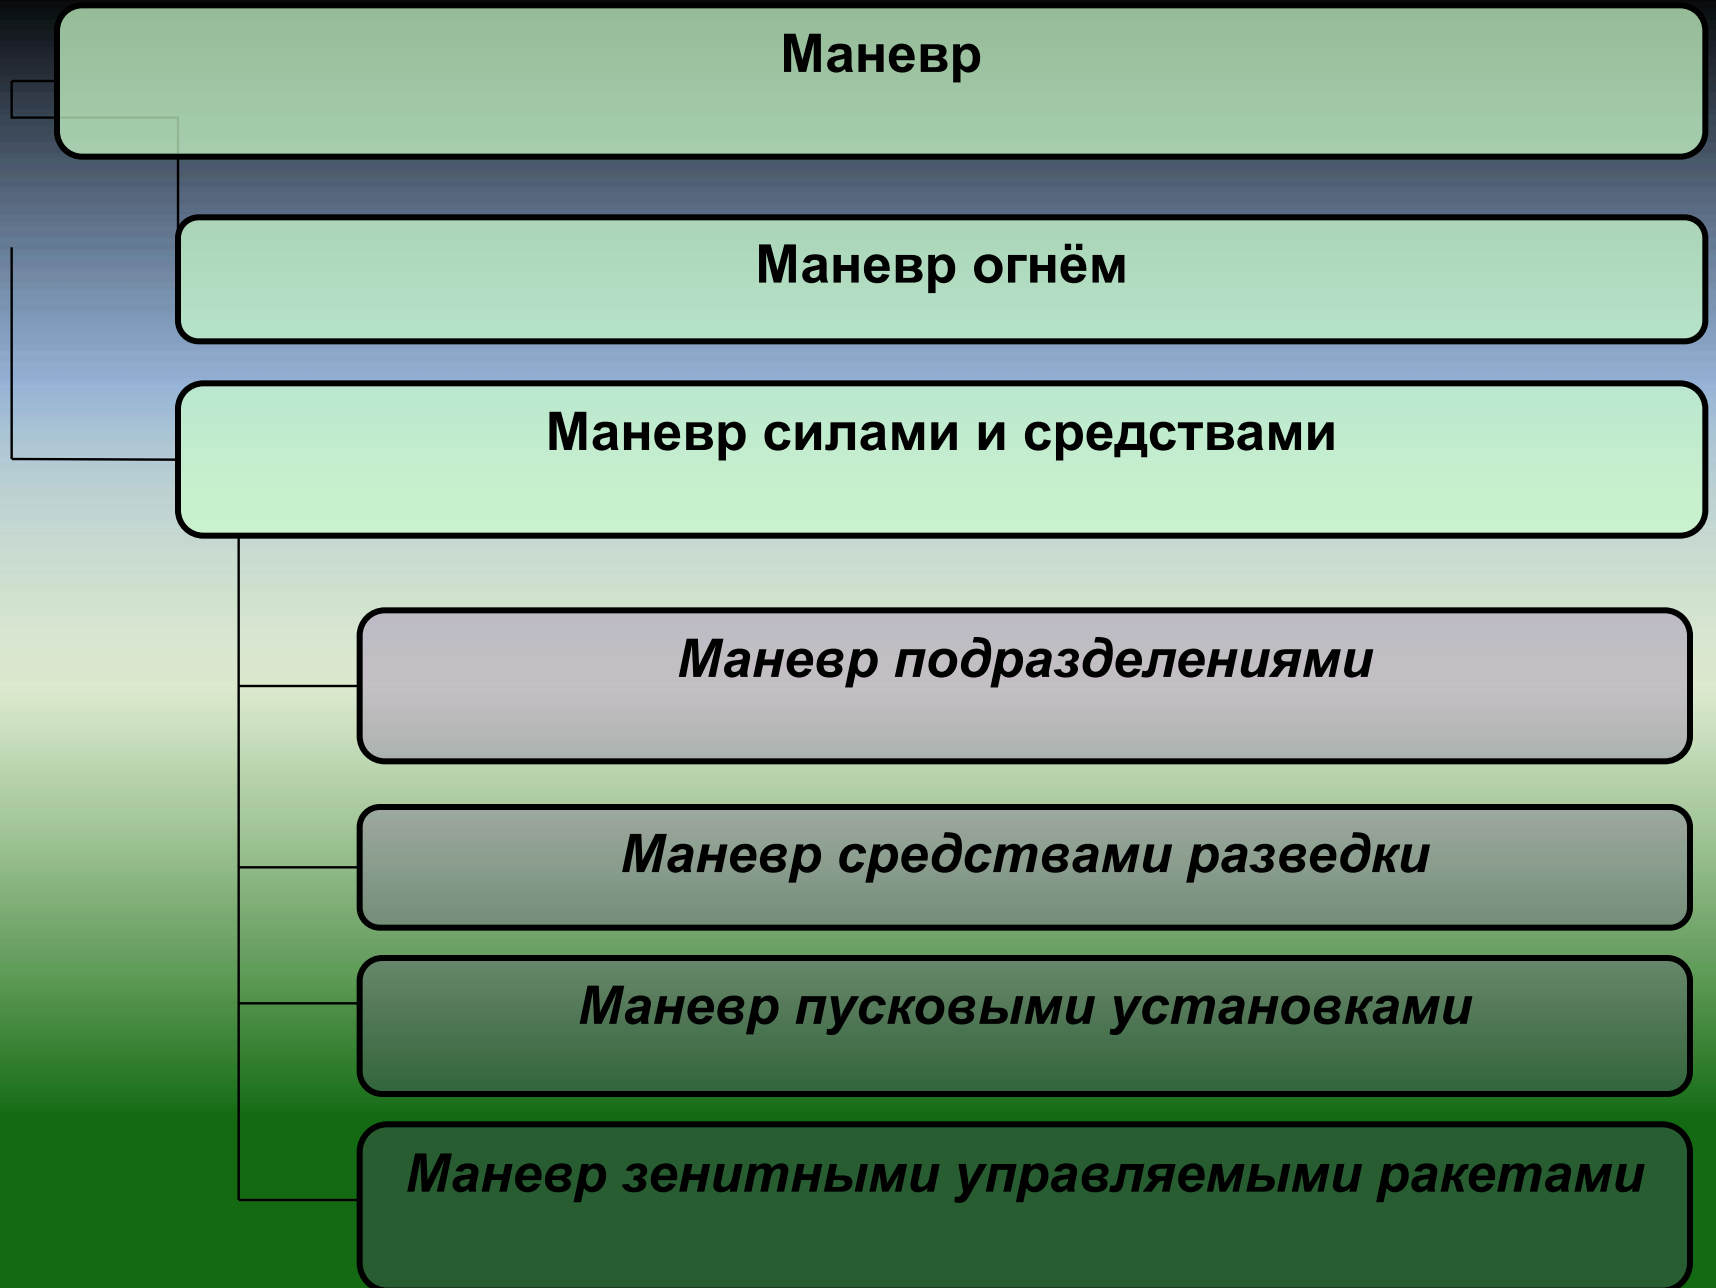 Маневр
Маневр огнём
Маневр силами и средствами
Маневр подразделениями
Маневр средствами разведки
Маневр пусковыми установками
Маневр зенитными управляемыми ракетами